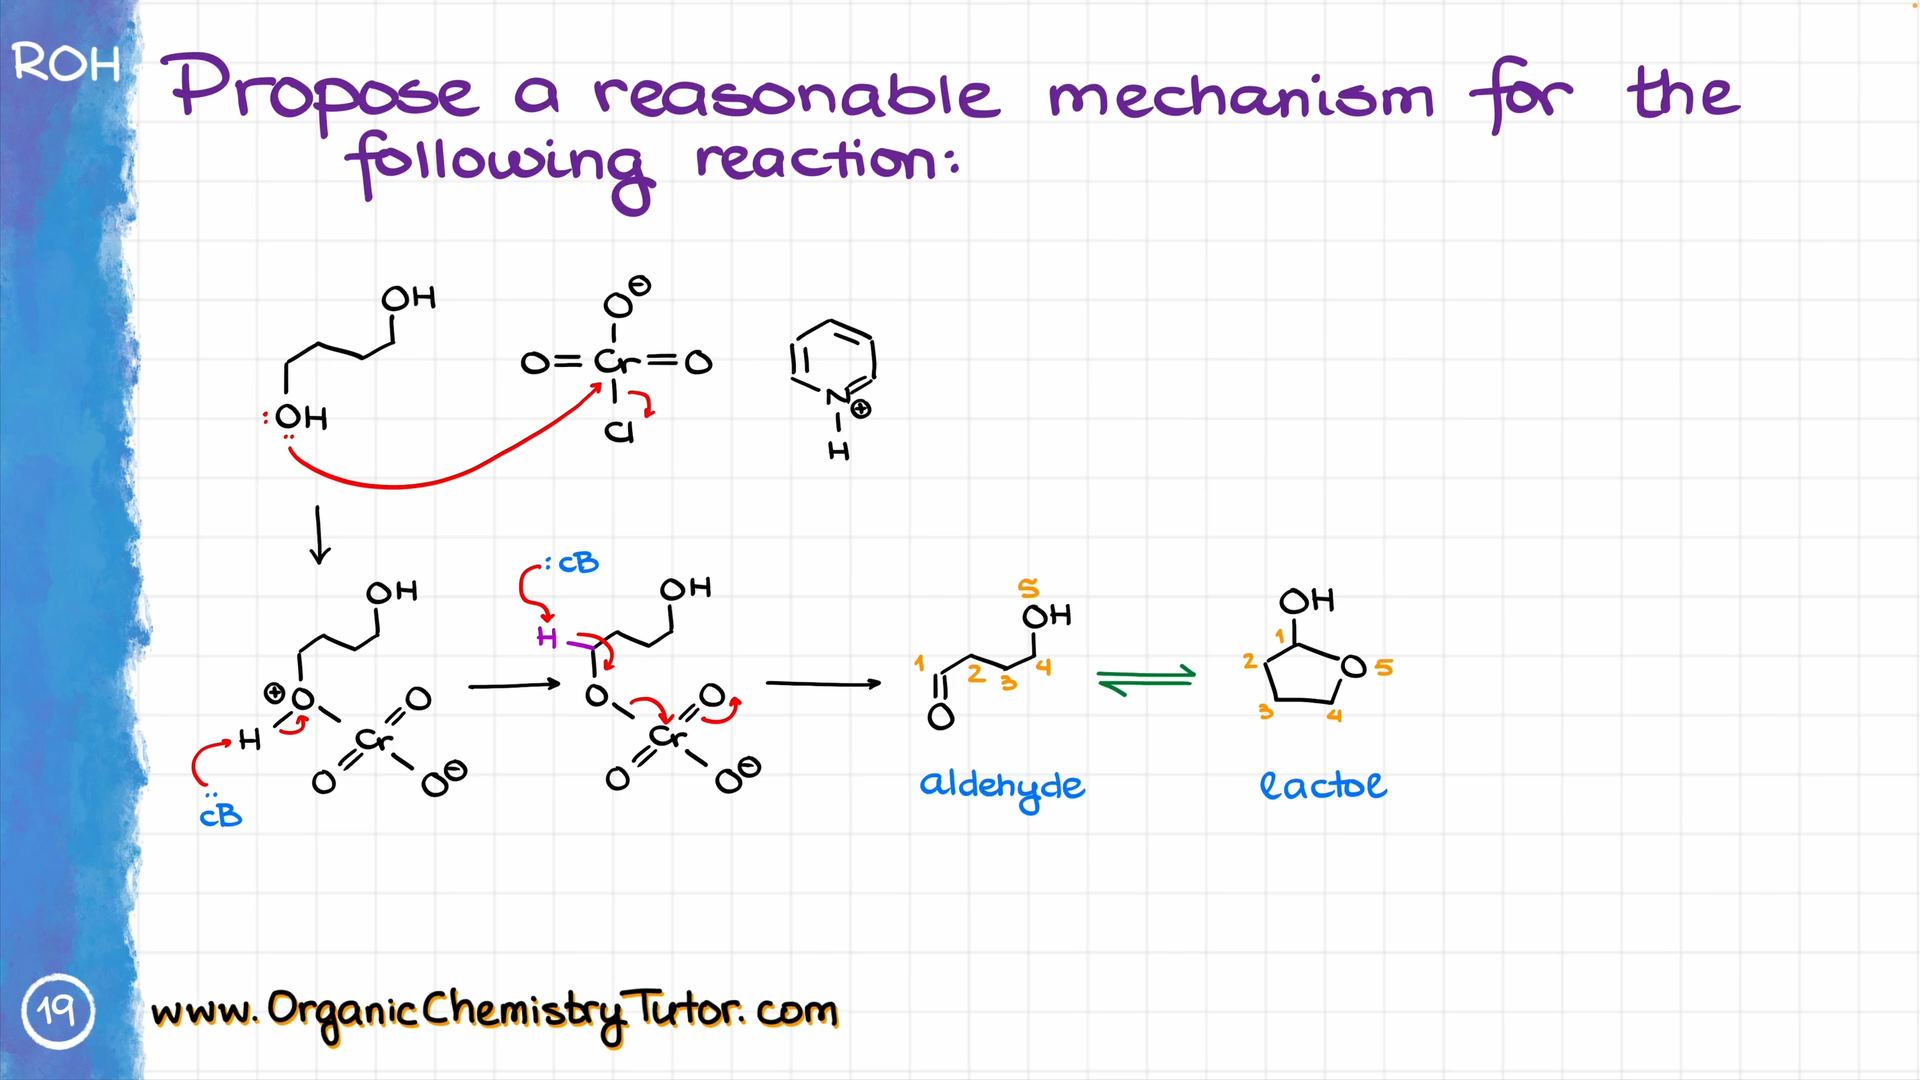 ROH
Propose a reasonable mechanism for the
following reaction:
OH
:OH
O⊖
O=Cr=O
Cl
N⊕
H
:cB
OH
OH
5
OH
OH
H
1
2
3
4
1
2
3
4
O 5
⊕
O
O
H
Cr
O
O⊖
cB
O
O
Cr
O
O⊖
O
aldehyde
lactol
19
www.OrganicChemistryTutor.com